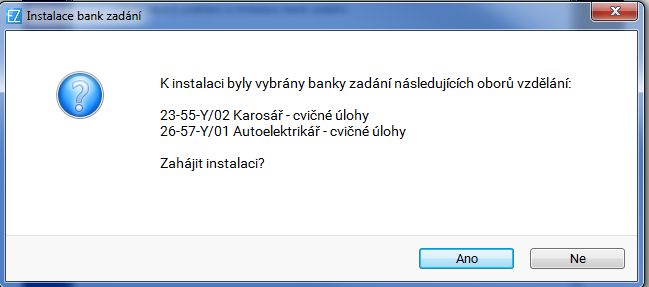 Instalace bank zadání
K instalaci byly vybrány banky zadání následujících oborů vzdělání:
23-55-Y/02 Karosář - cvičné úlohy
26-57-Y/01 Autoelektrikář - cvičné úlohy
Zahájit instalaci?
Ano
Ne